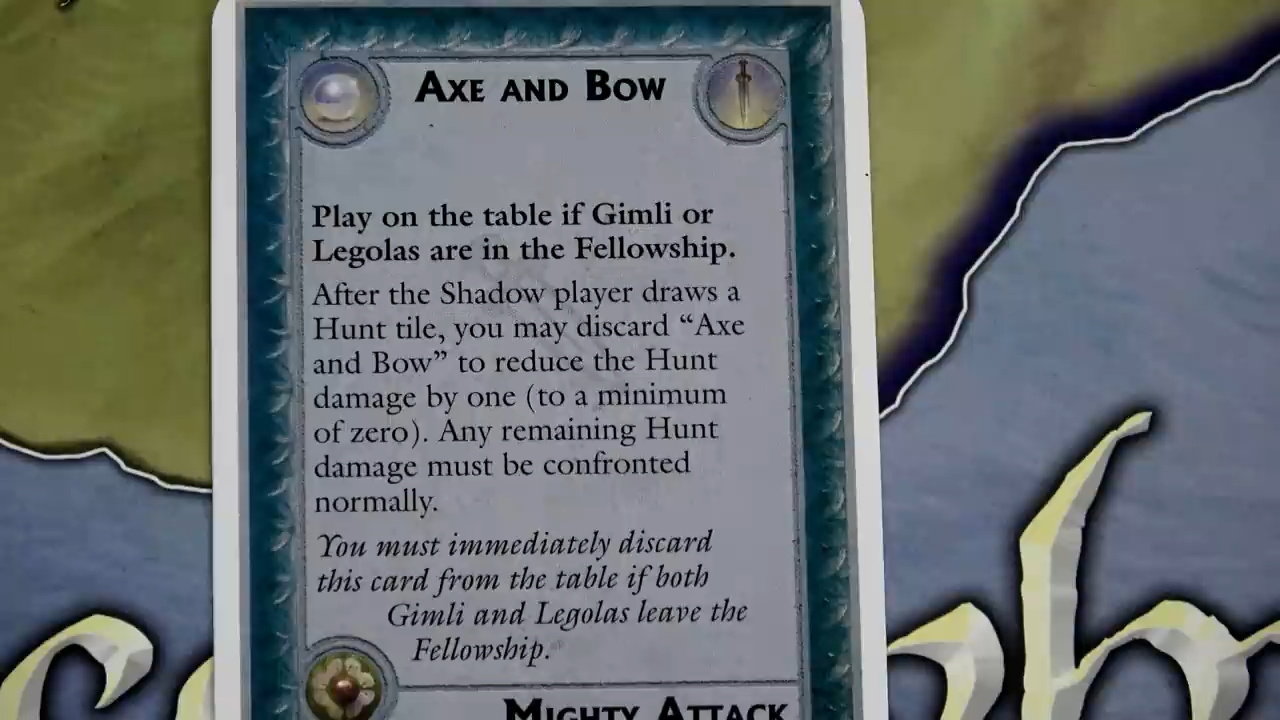 Axe and Bow
Play on the table if Gimli or
Legolas are in the Fellowship.
After the Shadow player draws a
Hunt tile, you may discard “Axe
and Bow” to reduce the Hunt
damage by one (to a minimum
of zero). Any remaining Hunt
damage must be confronted
normally.
You must immediately discard
this card from the table if both
Gimli and Legolas leave the
Fellowship.
Mighty Attack